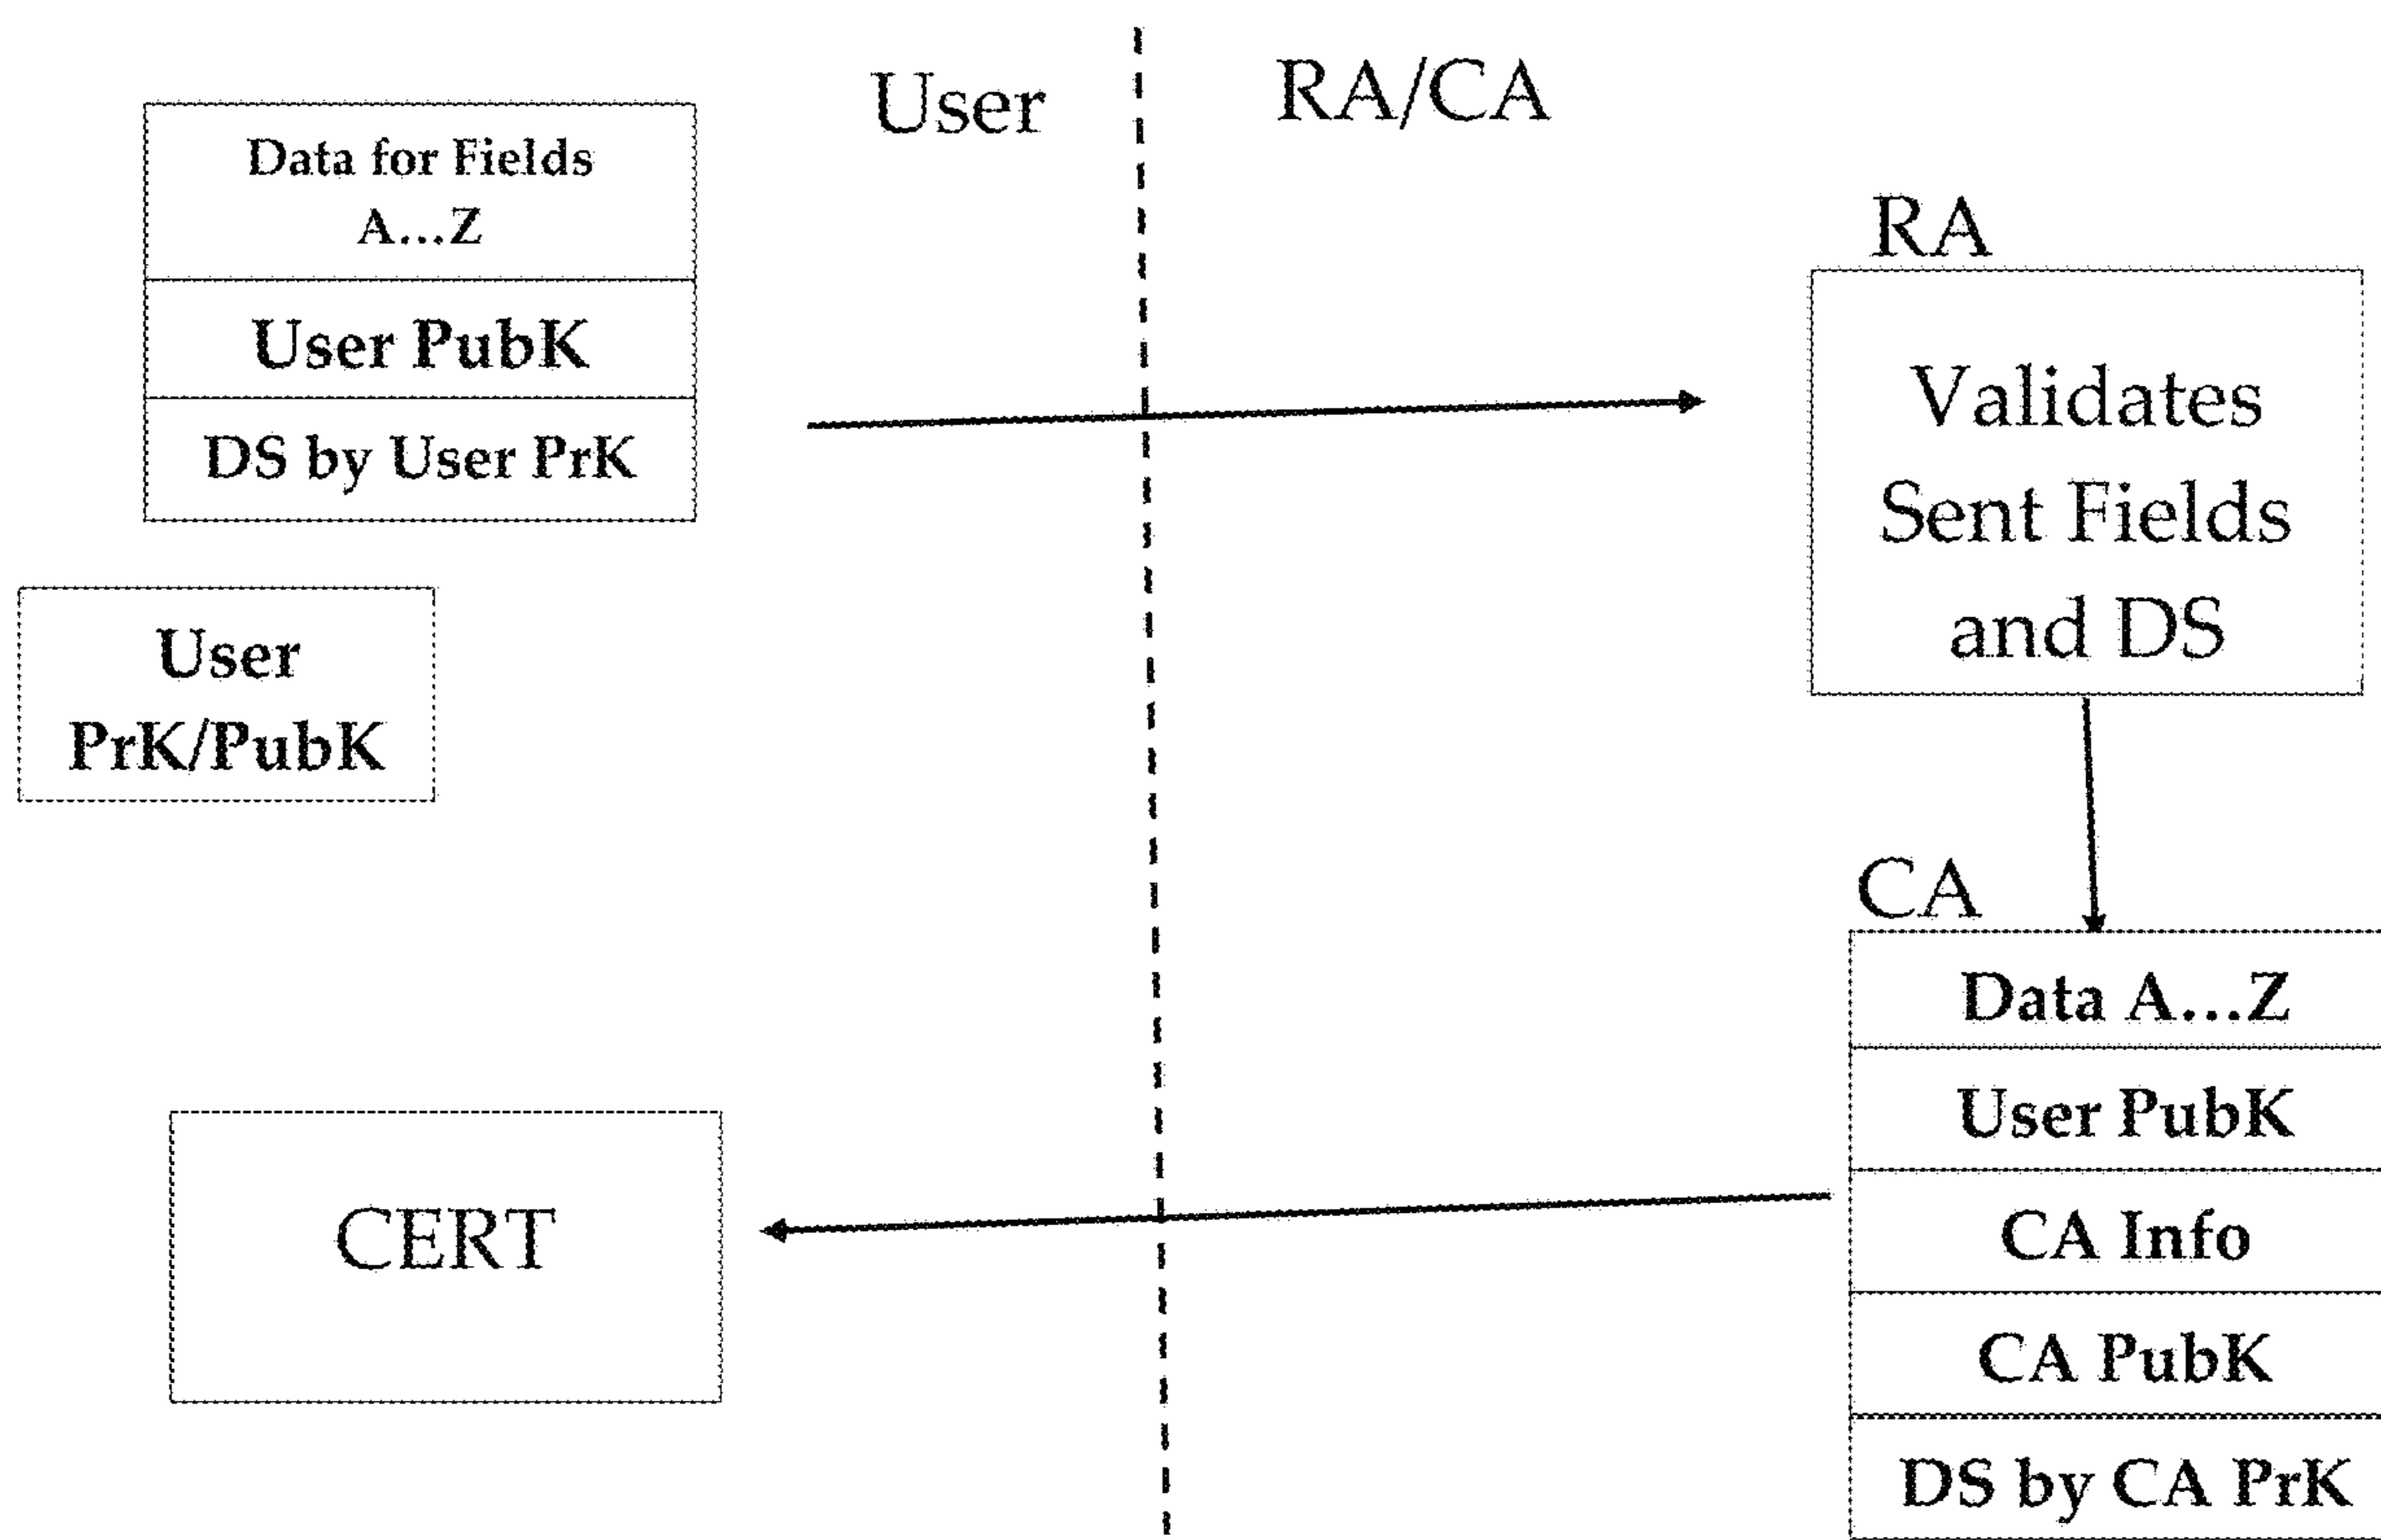 User
RA/CA
Data for Fields
A...Z
User PubK
DS by User PrK
User
PrK/PubK
RA
Validates
Sent Fields
and DS
CA
Data A...Z
User PubK
CA Info
CA PubK
DS by CA PrK
CERT